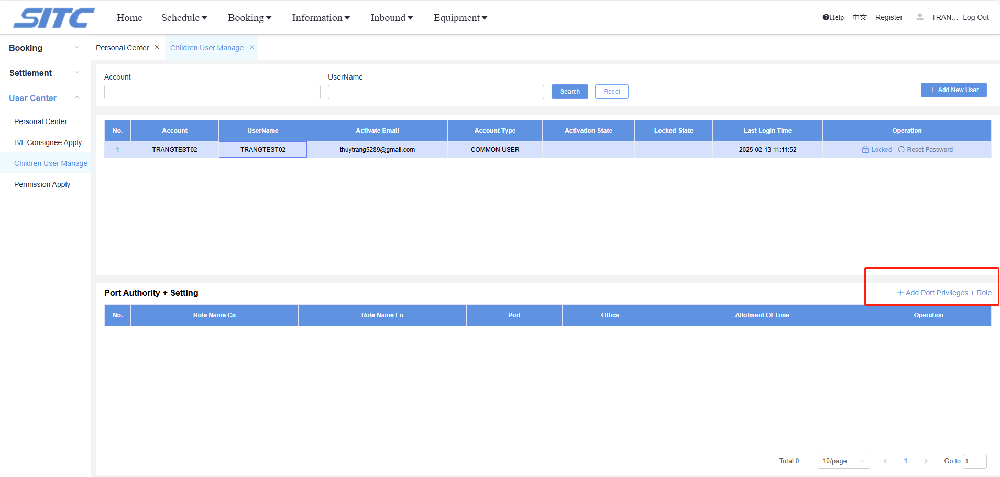 SITC Home Schedule Booking Information Inbound Equipment Help 中文 Register TRAN... Log Out
Booking
Settlement
User Center
Personal Center
B/L Consignee Apply
Children User Manage
Permission Apply
Personal Center × Children User Manage ×
Account UserName
Search Reset + Add New User
No. Account UserName Activate Email Account Type Activation State Locked State Last Login Time Operation
1 TRANGTEST02 TRANGTEST02 thuytrang5289@gmail.com COMMON USER 2025-02-13 11:11:52 Locked Reset Password
Port Authority + Setting + Add Port Privileges + Role
No. Role Name Cn Role Name En Port Office Allotment Of Time Operation
Total 0 10/page < 1 > Go to 1